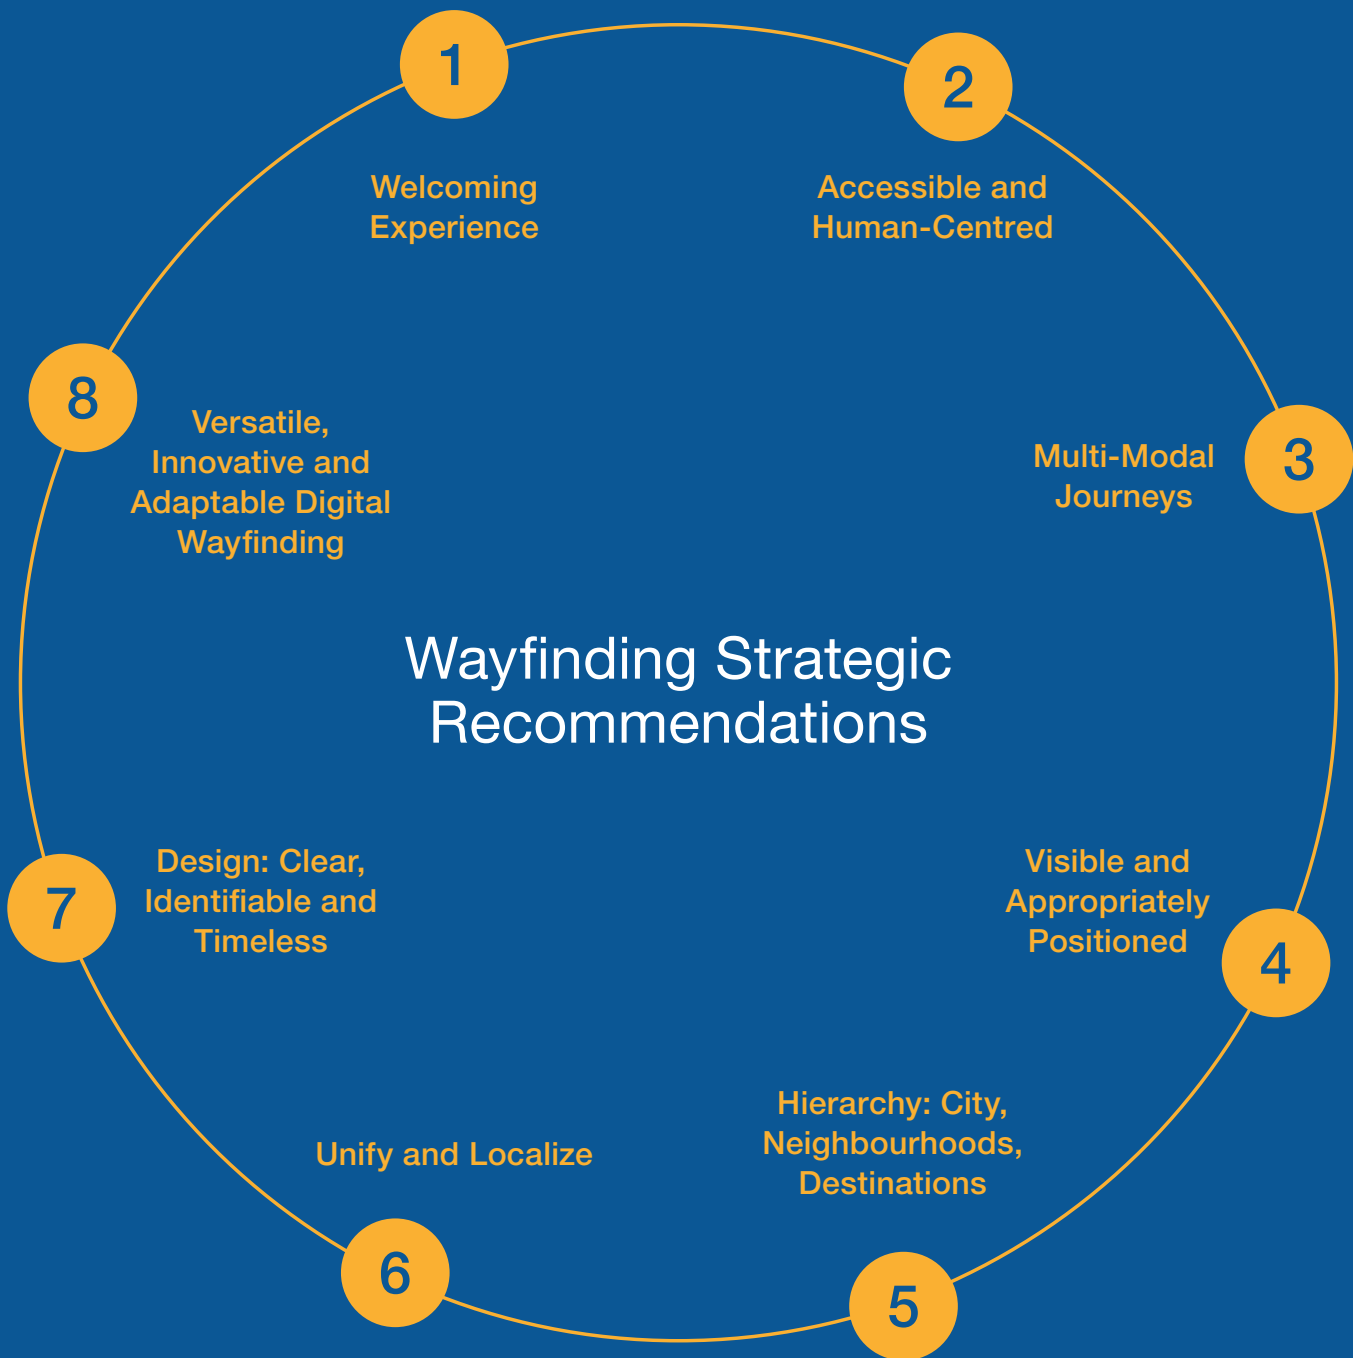 1
Welcoming
Experience
2
Accessible and
Human-Centred
3
Multi-Modal
Journeys
4
Visible and
Appropriately
Positioned
5
Hierarchy: City,
Neighbourhoods,
Destinations
6
Unify and Localize
7
Design: Clear,
Identifiable and
Timeless
8
Versatile,
Innovative and
Adaptable Digital
Wayfinding
Wayfinding Strategic
Recommendations